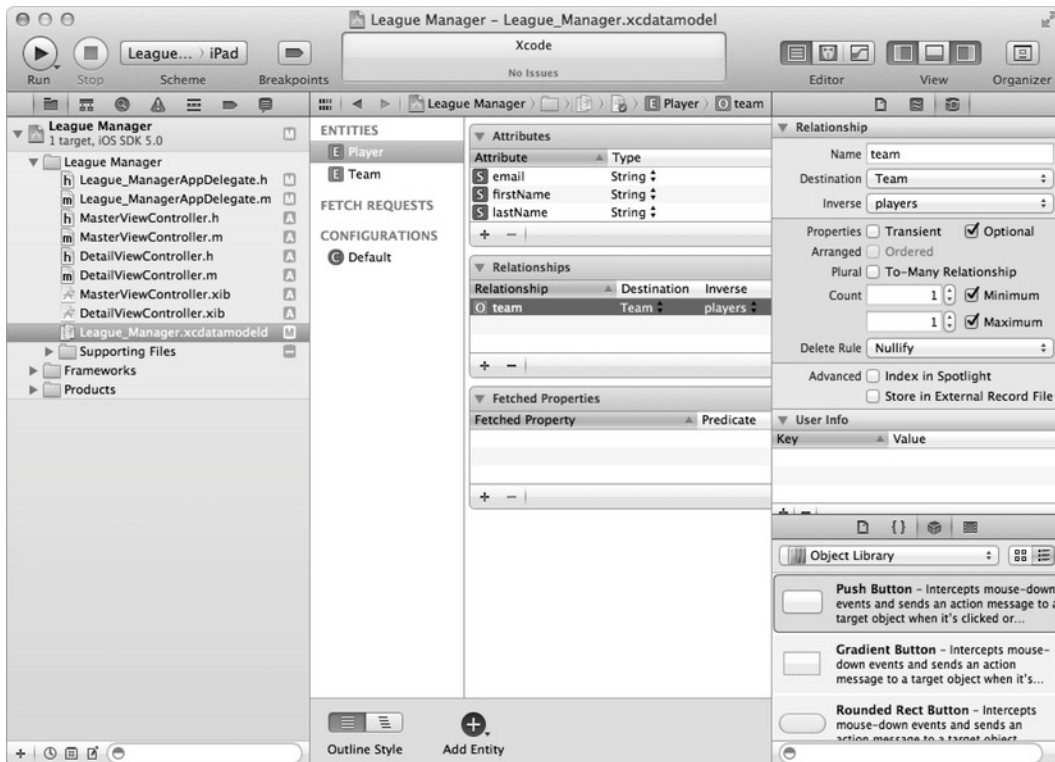 League Manager – League_Manager.xcdatamodel
Run
Stop
League... › iPad
Scheme
Breakpoints
Xcode
No Issues
Editor
View
Organizer
League Manager
1 target, iOS SDK 5.0
M
League Manager
h League_ManagerAppDelegate.h M
m League_ManagerAppDelegate.m M
h MasterViewController.h A
m MasterViewController.m A
h DetailViewController.h A
m DetailViewController.m A
MasterViewController.xib A
DetailViewController.xib A
League_Manager.xcdatamodeld M
Supporting Files
Frameworks
Products
League Manager › › › › E Player › O team
ENTITIES
E Player
E Team
FETCH REQUESTS
CONFIGURATIONS
C Default
Attributes
Attribute Type
S email String
S firstName String
S lastName String
+ −
Relationships
Relationship Destination Inverse
O team Team players
+ −
Fetched Properties
Fetched Property Predicate
+ −
Outline Style
Add Entity
Relationship
Name team
Destination Team
Inverse players
Properties Transient Optional
Arranged Ordered
Plural To-Many Relationship
Count 1 Minimum
1 Maximum
Delete Rule Nullify
Advanced Index in Spotlight
Store in External Record File
User Info
Key Value
+ −
{ }
Object Library
Push Button – Intercepts mouse-down
events and sends an action message to a
target object when it's clicked or...
Gradient Button – Intercepts mouse-
down events and sends an action
message to a target object when it's...
Rounded Rect Button – Intercepts
mouse-down events and sends an
action message to a target object